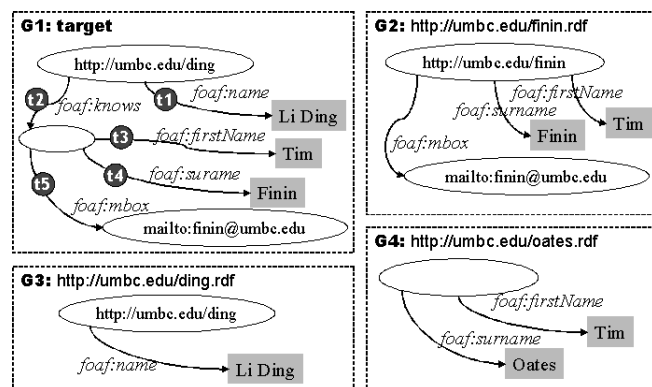 G1: target
http://umbc.edu/ding
t2
foaf:knows
t1
foaf:name
Li Ding
t3
foaf:firstName
Tim
t4
foaf:surame
Finin
t5
foaf:mbox
mailto:finin@umbc.edu
G2: http://umbc.edu/finin.rdf
http://umbc.edu/finin
foaf:firstName
foaf:surname
Tim
Finin
foaf:mbox
mailto:finin@umbc.edu
G3: http://umbc.edu/ding.rdf
http://umbc.edu/ding
foaf:name
Li Ding
G4: http://umbc.edu/oates.rdf
foaf:firstName
Tim
foaf:surname
Oates